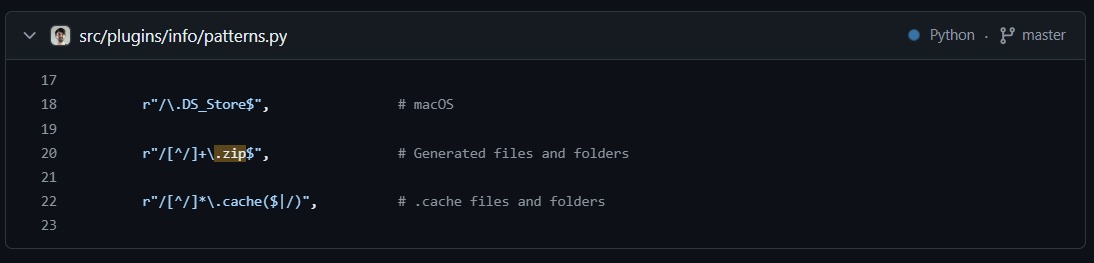 src/plugins/info/patterns.py Python · master
17
18 r"/\.DS_Store$", # macOS
19
20 r"/[^/]+\.zip$", # Generated files and folders
21
22 r"/[^/]*\.cache($|/)", # .cache files and folders
23